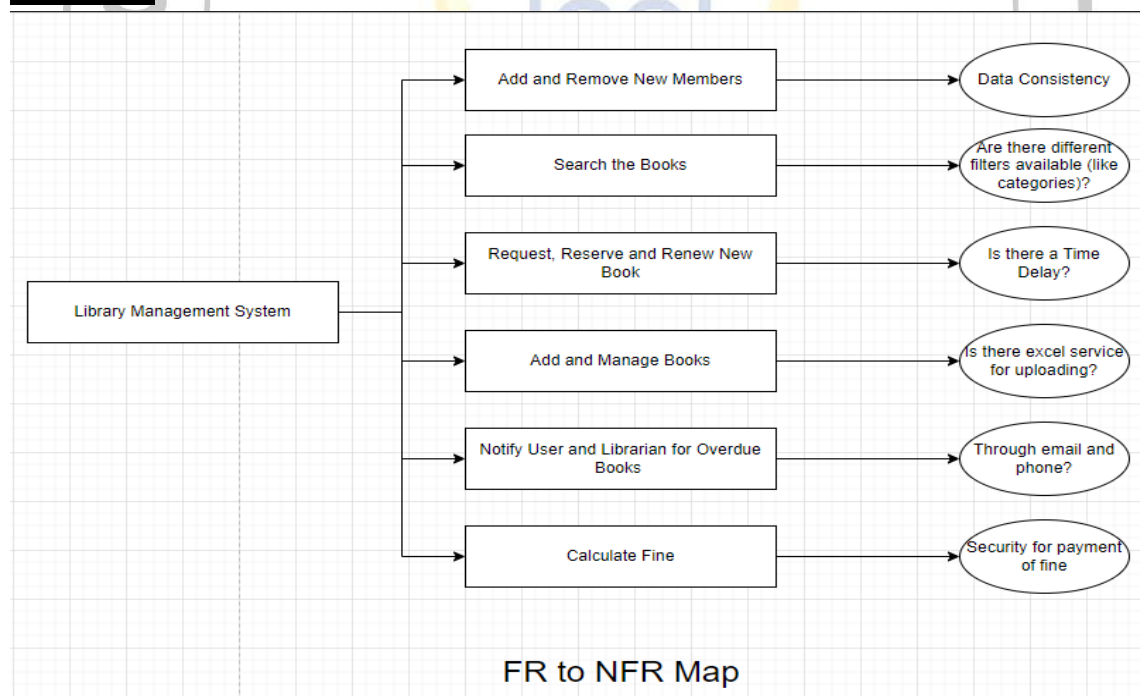 Add and Remove New Members
Data Consistency
Search the Books
Are there different
filters available (like
categories)?
Request, Reserve and Renew New
Book
Is there a Time
Delay?
Library Management System
Add and Manage Books
Is there excel service
for uploading?
Notify User and Librarian for Overdue
Books
Through email and
phone?
Calculate Fine
Security for payment
of fine
FR to NFR Map